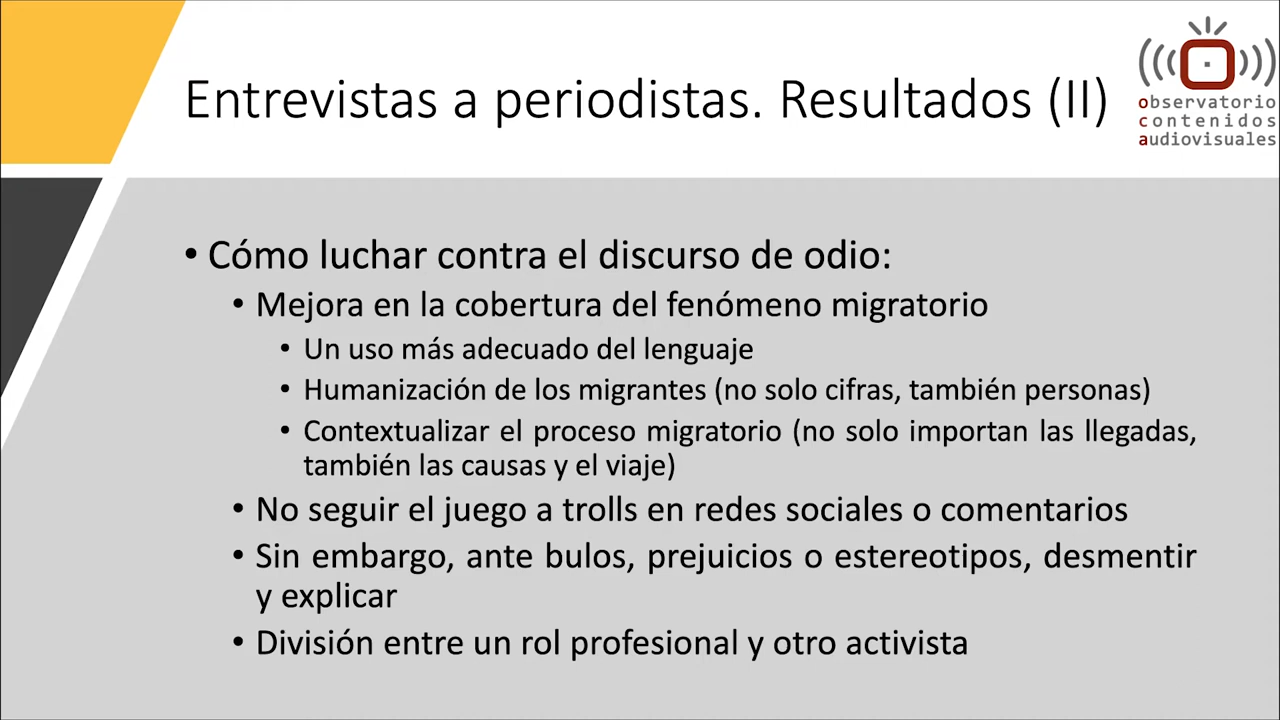 Entrevistas a periodistas. Resultados (II)
observatorio
contenidos
audiovisuales
• Cómo luchar contra el discurso de odio:
• Mejora en la cobertura del fenómeno migratorio
• Un uso más adecuado del lenguaje
• Humanización de los migrantes (no solo cifras, también personas)
• Contextualizar el proceso migratorio (no solo importan las llegadas,
también las causas y el viaje)
• No seguir el juego a trolls en redes sociales o comentarios
• Sin embargo, ante bulos, prejuicios o estereotipos, desmentir
y explicar
• División entre un rol profesional y otro activista